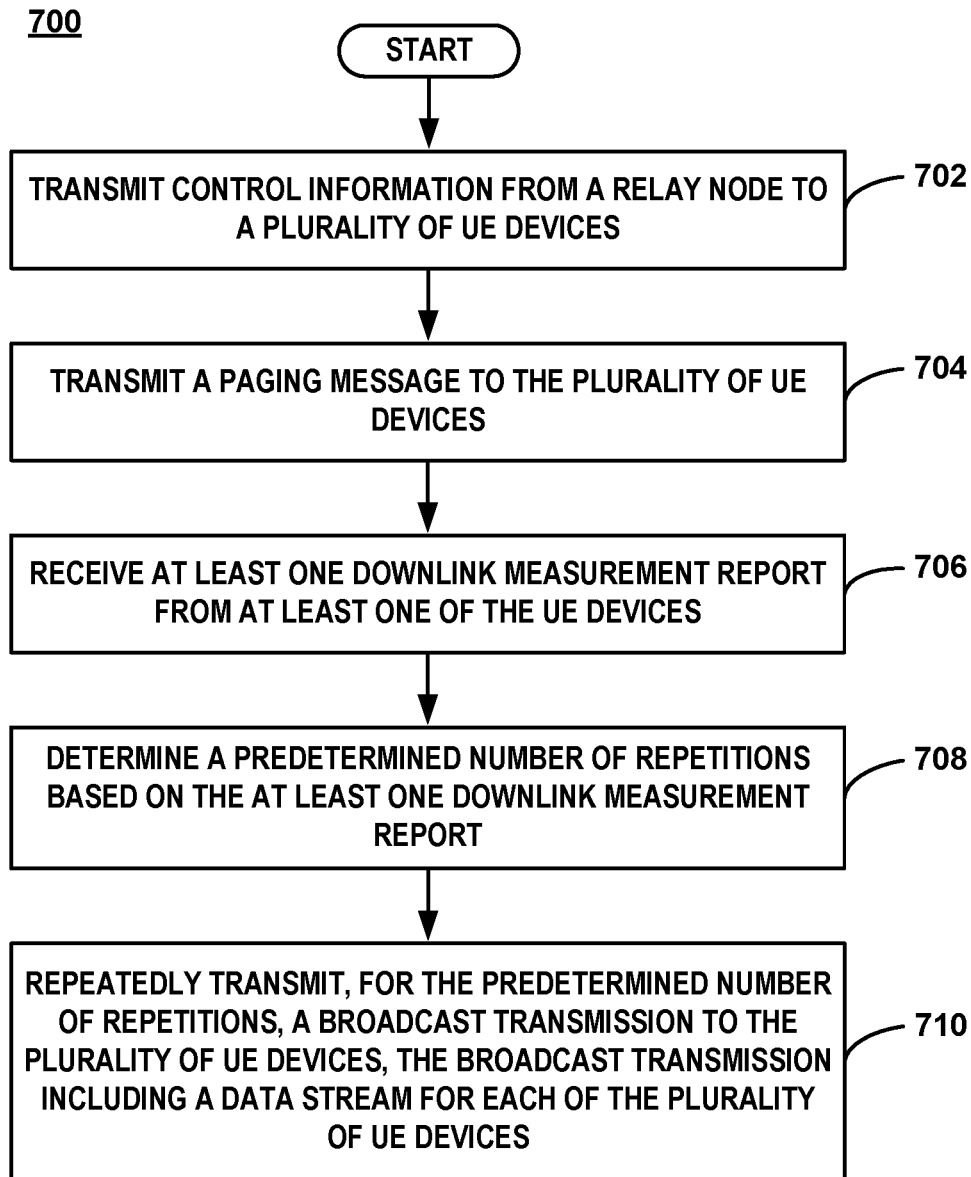 700
START
TRANSMIT CONTROL INFORMATION FROM A RELAY NODE TO
A PLURALITY OF UE DEVICES
702
TRANSMIT A PAGING MESSAGE TO THE PLURALITY OF UE
DEVICES
704
RECEIVE AT LEAST ONE DOWNLINK MEASUREMENT REPORT
FROM AT LEAST ONE OF THE UE DEVICES
706
DETERMINE A PREDETERMINED NUMBER OF REPETITIONS
BASED ON THE AT LEAST ONE DOWNLINK MEASUREMENT
REPORT
708
REPEATEDLY TRANSMIT, FOR THE PREDETERMINED NUMBER
OF REPETITIONS, A BROADCAST TRANSMISSION TO THE
PLURALITY OF UE DEVICES, THE BROADCAST TRANSMISSION
INCLUDING A DATA STREAM FOR EACH OF THE PLURALITY
OF UE DEVICES
710